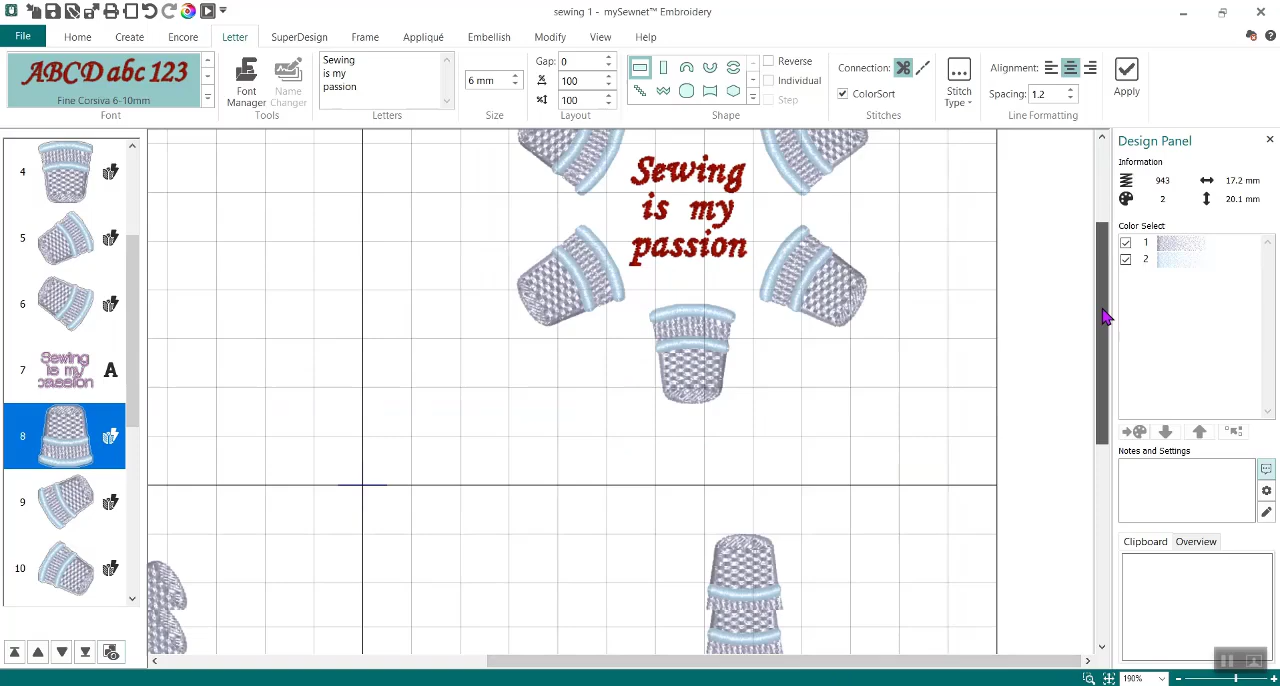 sewing 1 - mySewnet™ Embroidery
File Home Create Encore Letter SuperDesign Frame Appliqué Embellish Modify View Help
ABCD abc 123
Fine Corsiva 6-10mm
Font
Font
Manager
Name
Changer
Tools
Sewing
is my
passion
Letters
6 mm
Size
Gap: 0
100
100
Layout
Shape
Reverse
Individual
Step
Connection:
ColorSort
Stitches
Stitch
Type
Alignment:
Spacing: 1.2
Line Formatting
Apply
4
5
6
7
Sewing
is my
passion
A
8
9
10
Sewing
is my
passion
Design Panel
Information
943 17.2 mm
2 20.1 mm
Color Select
1
2
Notes and Settings
Clipboard Overview
190%